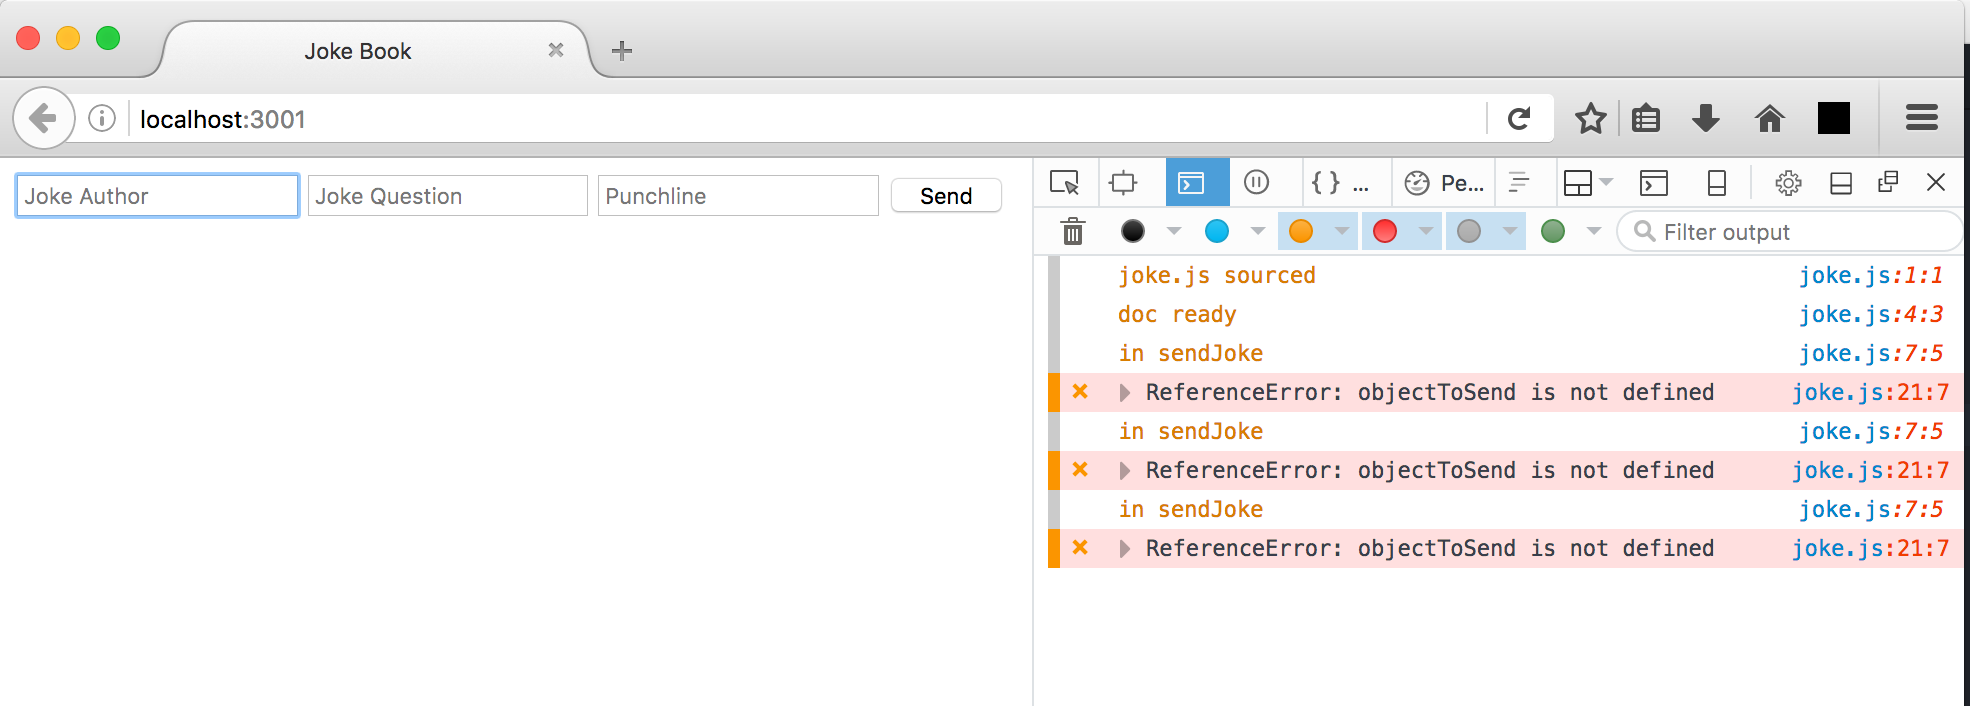 Joke Book
localhost:3001
Joke Author Joke Question Punchline Send
{ } ... Pe...
Filter output
joke.js sourced joke.js:1:1
doc ready joke.js:4:3
in sendJoke joke.js:7:5
ReferenceError: objectToSend is not defined joke.js:21:7
in sendJoke joke.js:7:5
ReferenceError: objectToSend is not defined joke.js:21:7
in sendJoke joke.js:7:5
ReferenceError: objectToSend is not defined joke.js:21:7